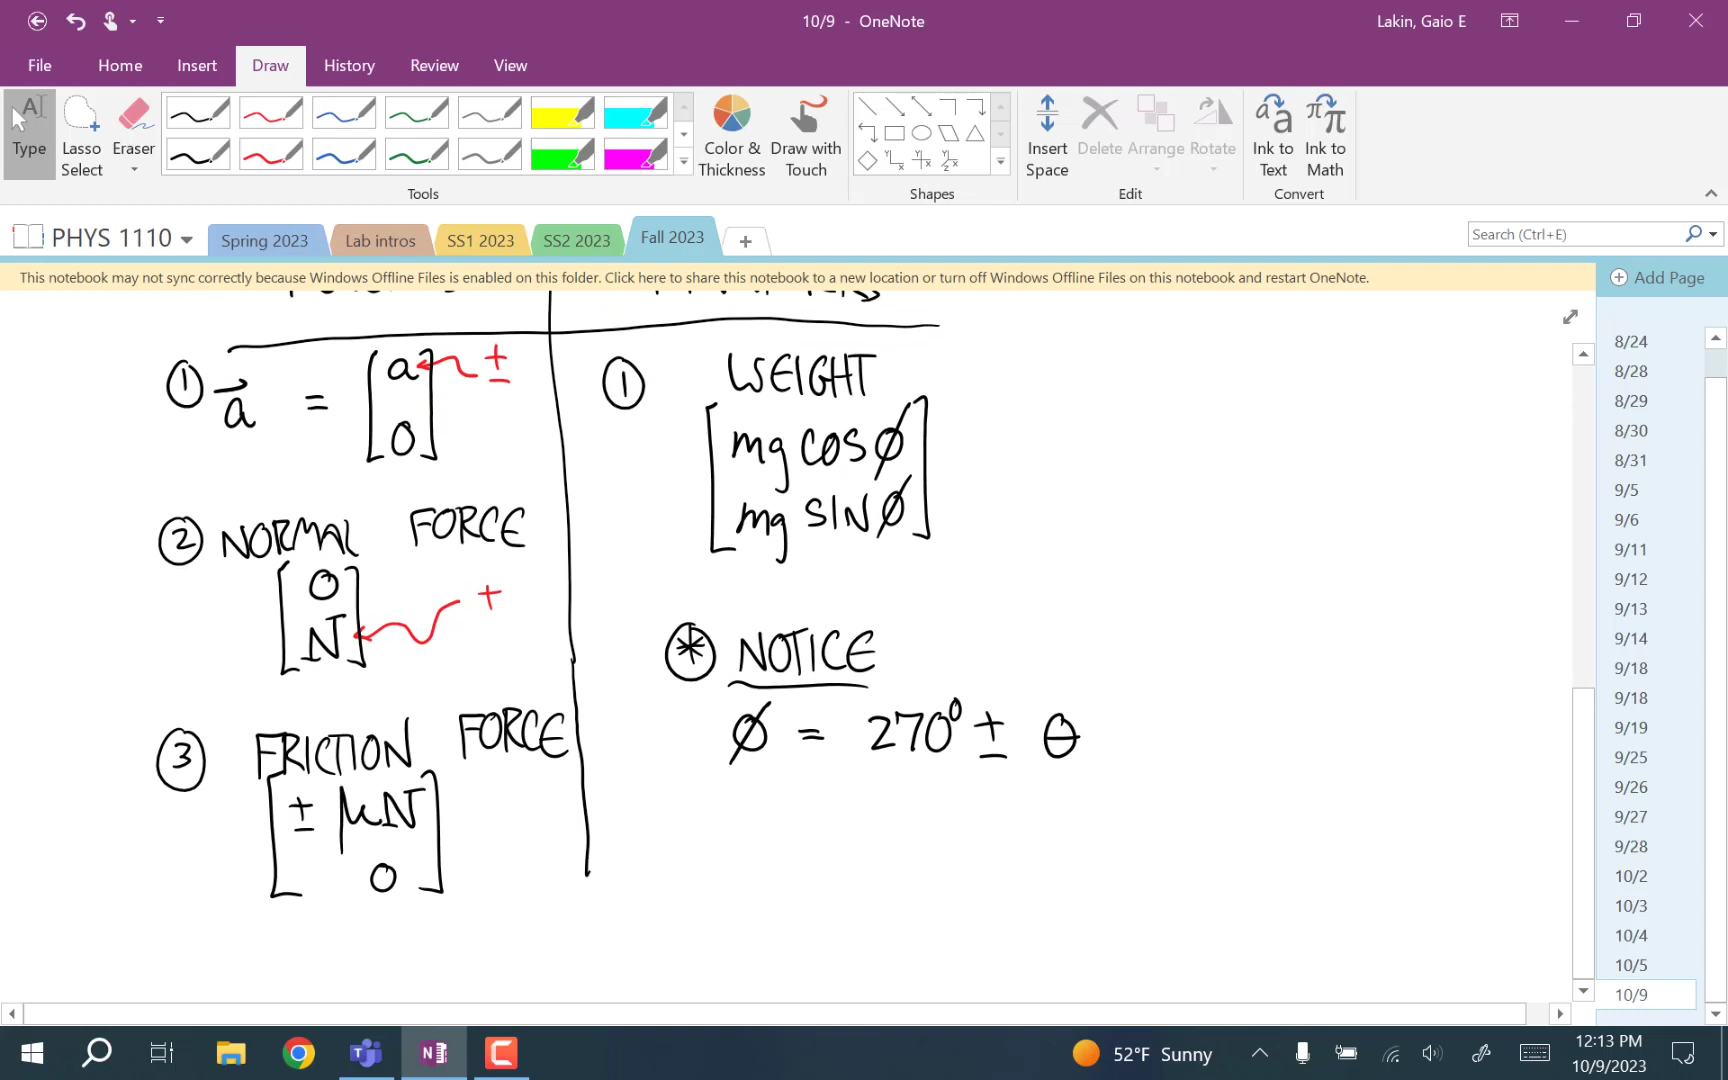 10/9 - OneNote
Lakin, Gaio E
File Home Insert Draw History Review View
Type
Lasso Select
Eraser
Color & Thickness
Draw with Touch
Insert Space
Delete
Arrange
Rotate
Ink to Text
Ink to Math
Tools Shapes Edit Convert
PHYS 1110 Spring 2023 Lab intros SS1 2023 SS2 2023 Fall 2023
Search (Ctrl+E)
This notebook may not sync correctly because Windows Offline Files is enabled on this folder. Click here to share this notebook to a new location or turn off Windows Offline Files on this notebook and restart OneNote.
Add Page
① a⃗ = [a 0] ±
② NORMAL FORCE
[0 N] +
③ FRICTION FORCE
[± μN 0]
① WEIGHT
[mg cos ø
mg SIN ø]
* NOTICE
ø = 270° ± θ
8/24
8/28
8/29
8/30
8/31
9/5
9/6
9/11
9/12
9/13
9/14
9/18
9/18
9/19
9/25
9/26
9/27
9/28
10/2
10/3
10/4
10/5
10/9
52°F Sunny
12:13 PM
10/9/2023